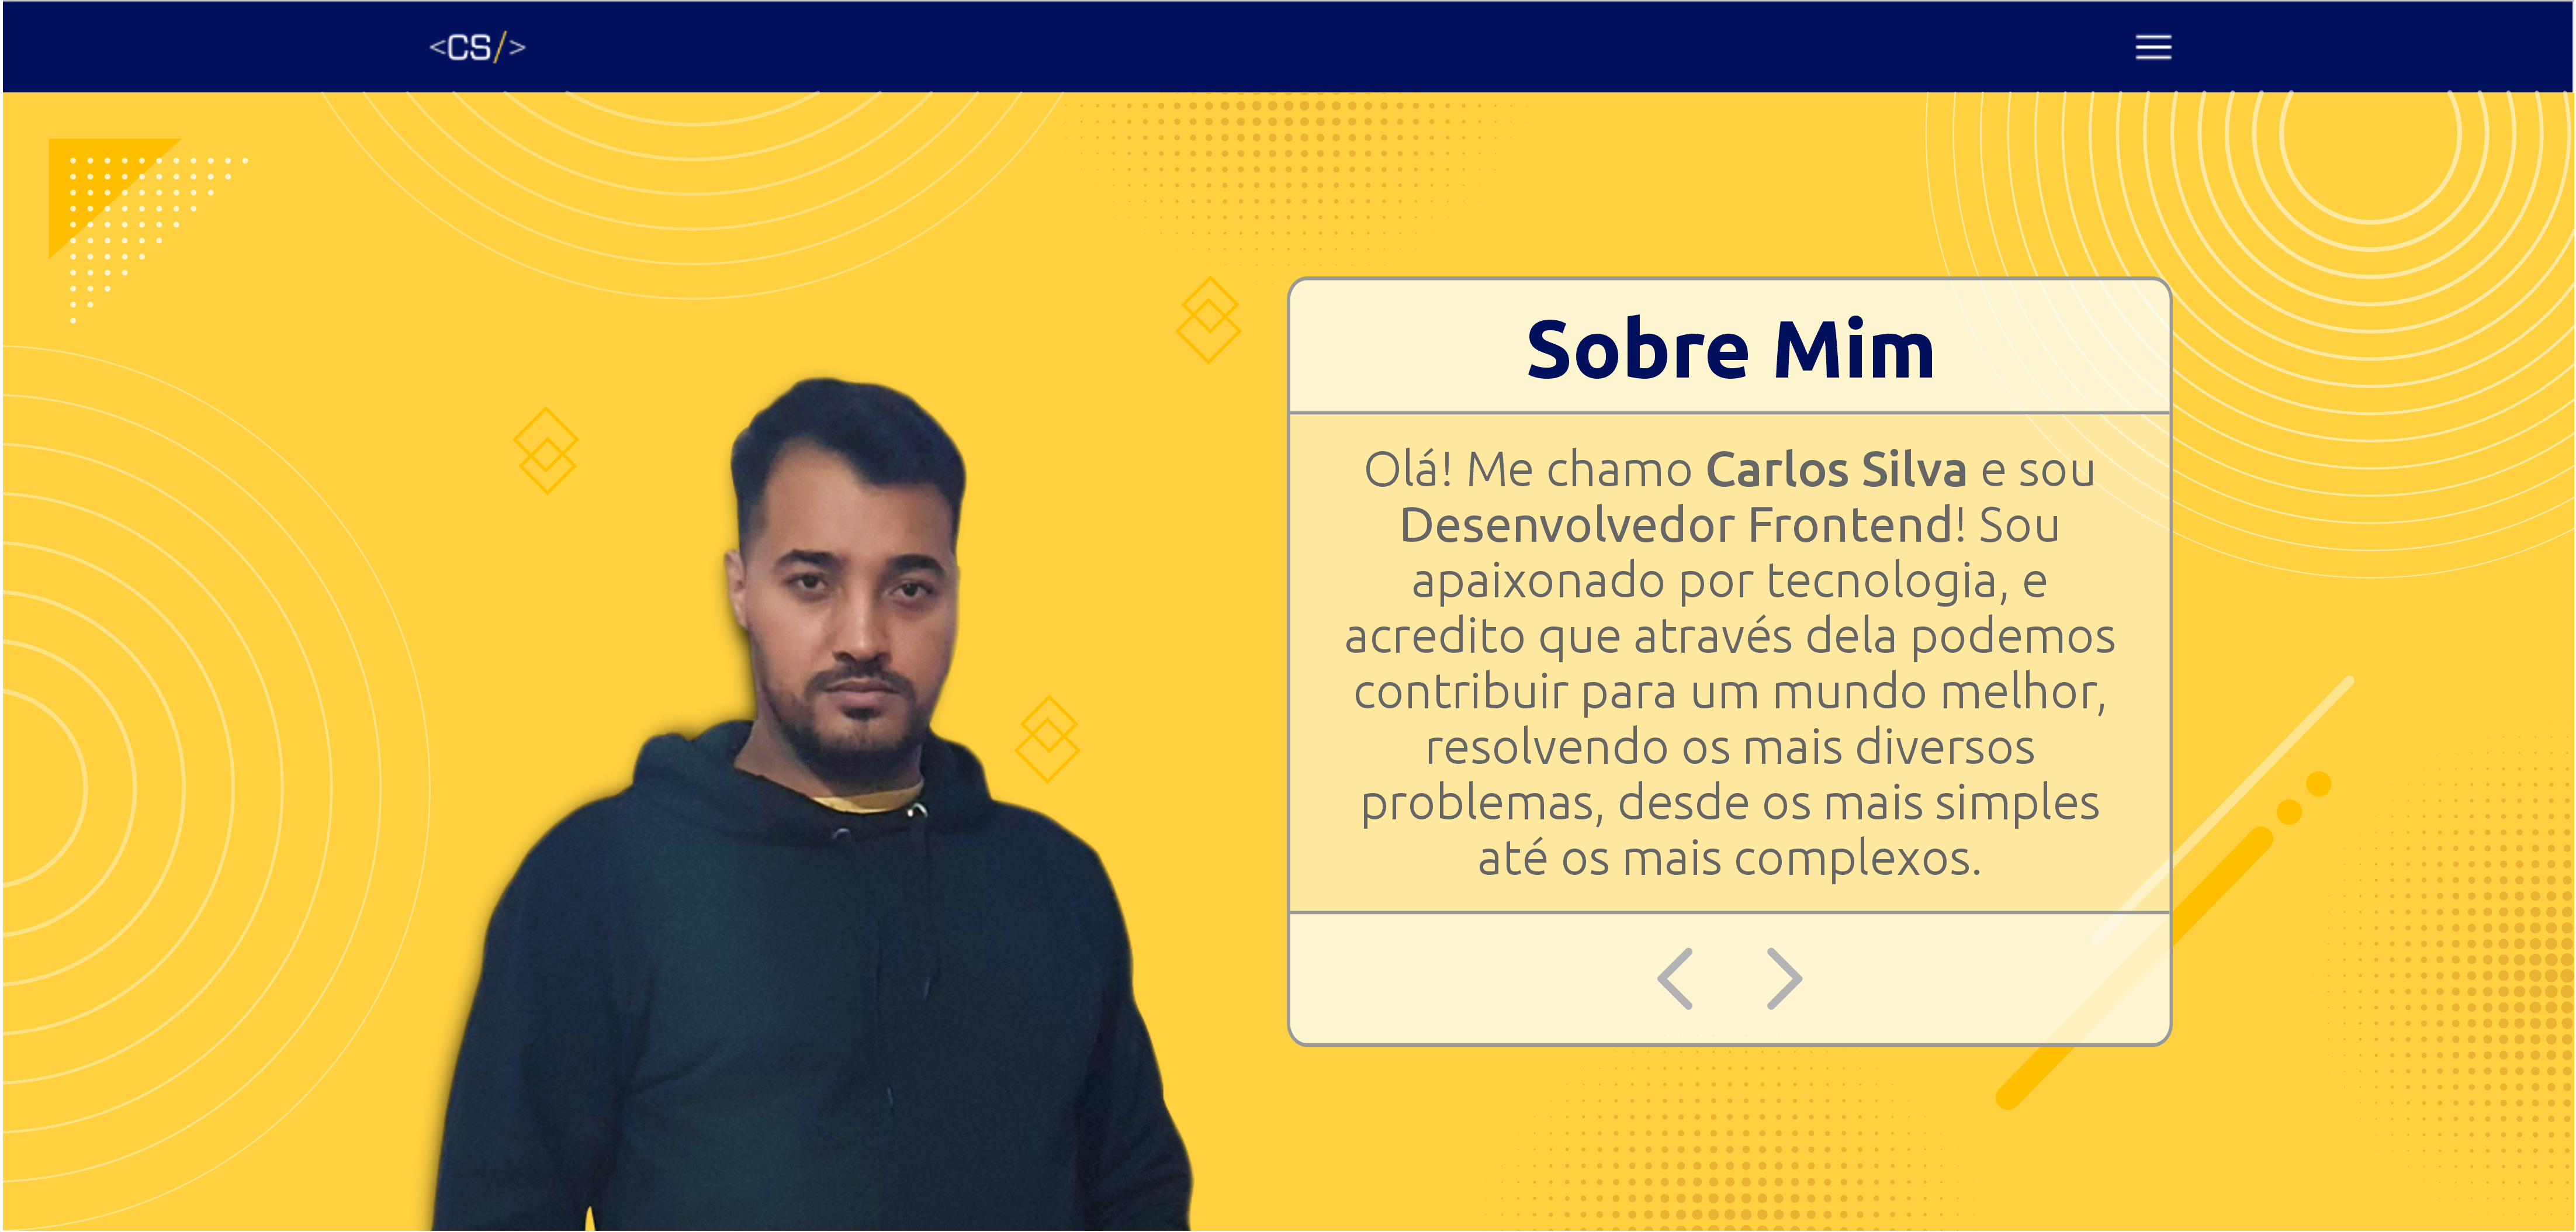 <CS/>
Sobre Mim
Olá! Me chamo Carlos Silva e sou
Desenvolvedor Frontend! Sou
apaixonado por tecnologia, e
acredito que através dela podemos
contribuir para um mundo melhor,
resolvendo os mais diversos
problemas, desde os mais simples
até os mais complexos.